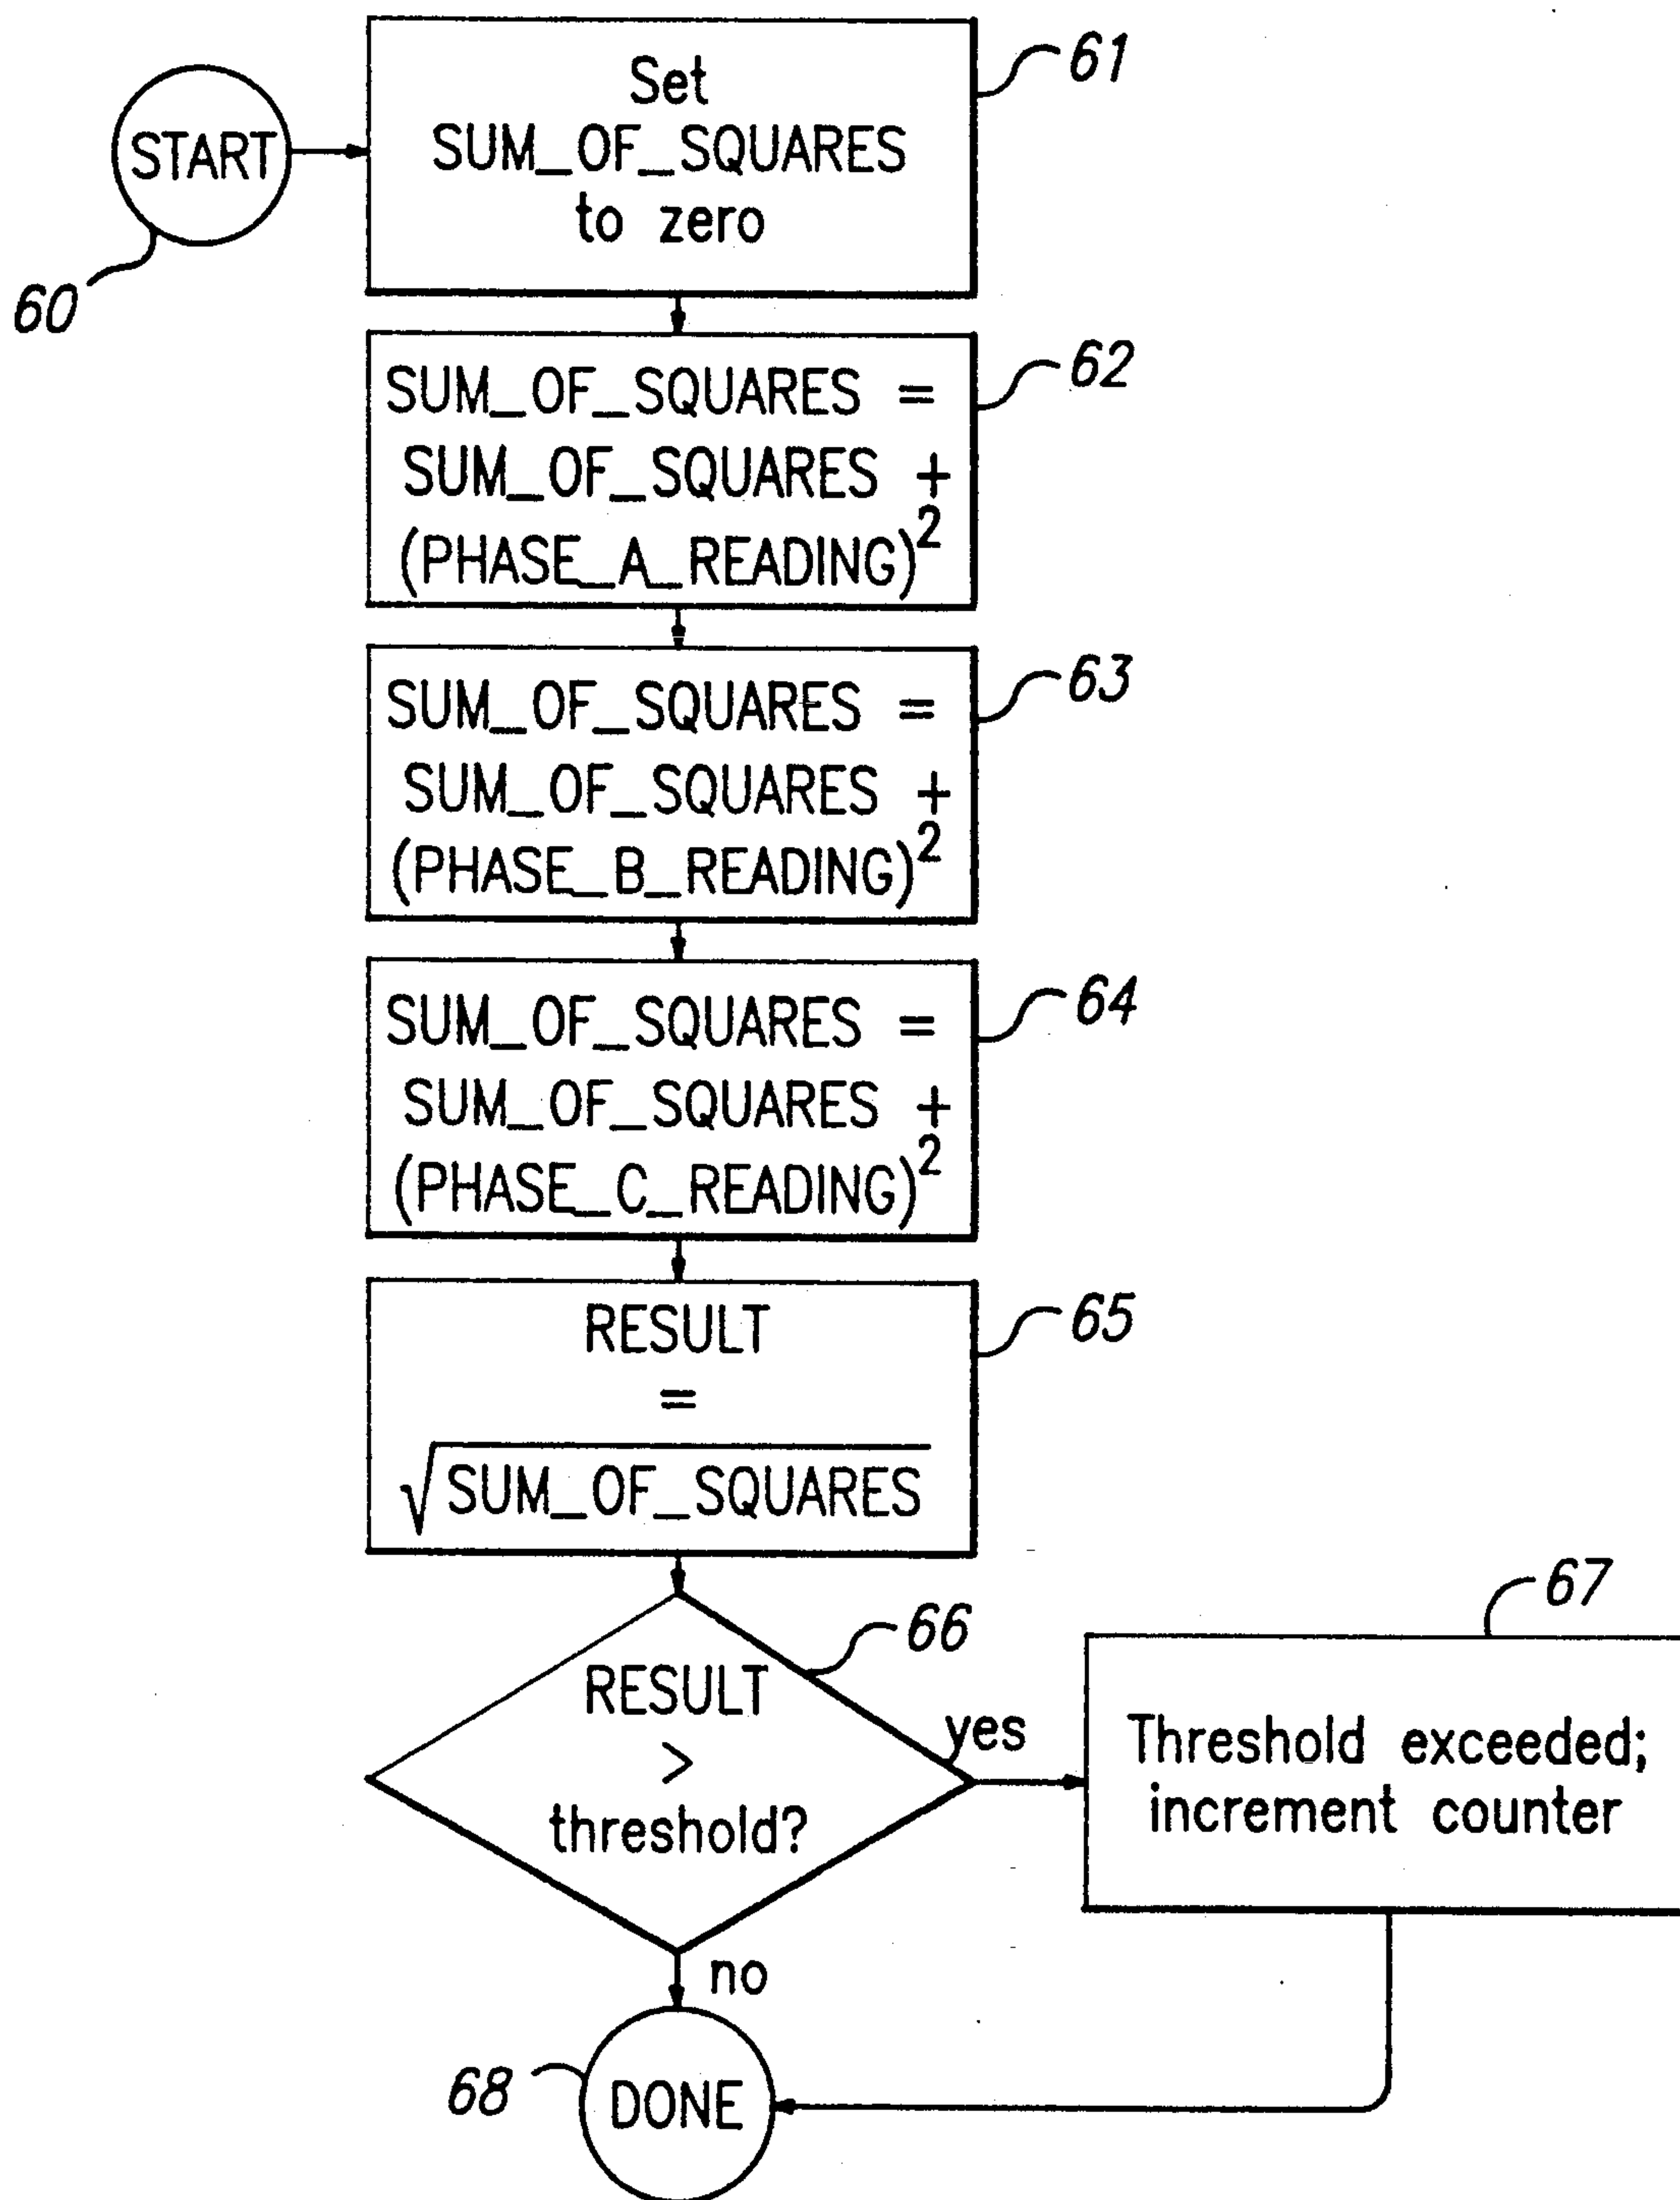 START
60
Set
SUM_OF_SQUARES
to zero
61
SUM_OF_SQUARES =
SUM_OF_SQUARES +
(PHASE_A_READING)²
62
SUM_OF_SQUARES =
SUM_OF_SQUARES +
(PHASE_B_READING)²
63
SUM_OF_SQUARES =
SUM_OF_SQUARES +
(PHASE_C_READING)²
64
RESULT
=
√SUM_OF_SQUARES
65
RESULT
>
threshold?
66
yes
67
Threshold exceeded;
increment counter
no
68
DONE